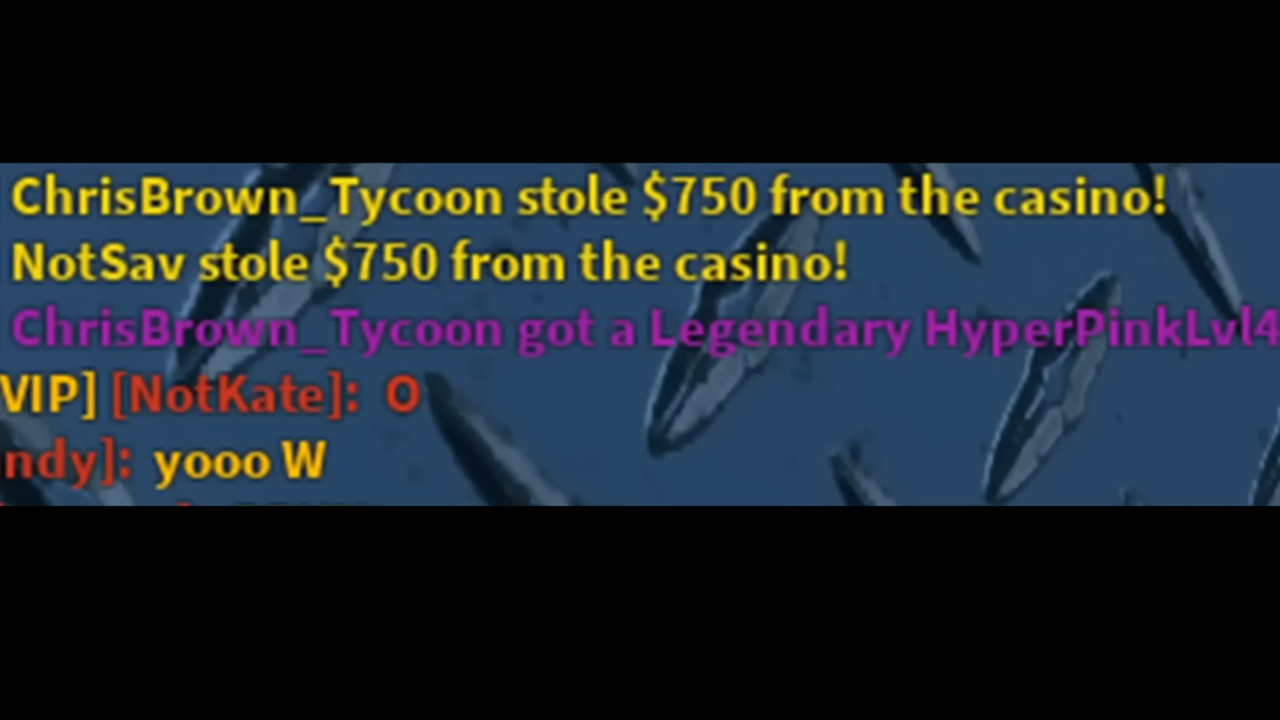 ChrisBrown_Tycoon stole $750 from the casino!
NotSav stole $750 from the casino!
ChrisBrown_Tycoon got a Legendary HyperPinkLvl4
VIP] [NotKate]: O
ndy]: yooo W